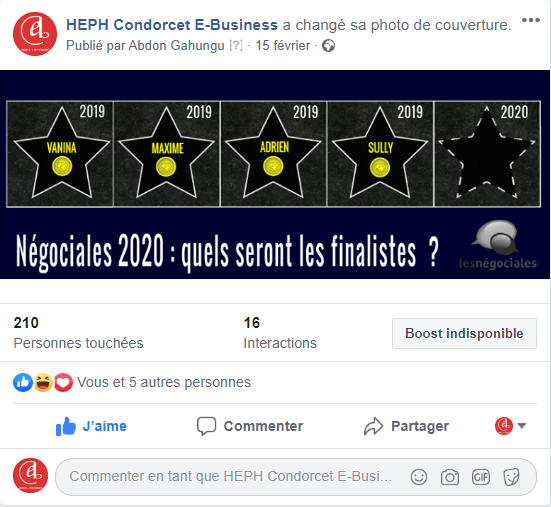 HEPH Condorcet E-Business a changé sa photo de couverture.
Publié par Abdon Gahungu [?] · 15 février ·
2019 2019 2019 2019 2020
VANINA MAXIME ADRIEN SULLY
Négociales 2020 : quels seront les finalistes ?
lesnégociales
210 16
Personnes touchées Interactions
Boost indisponible
Vous et 5 autres personnes
J'aime Commenter Partager
Commenter en tant que HEPH Condorcet E-Busi...
GIF